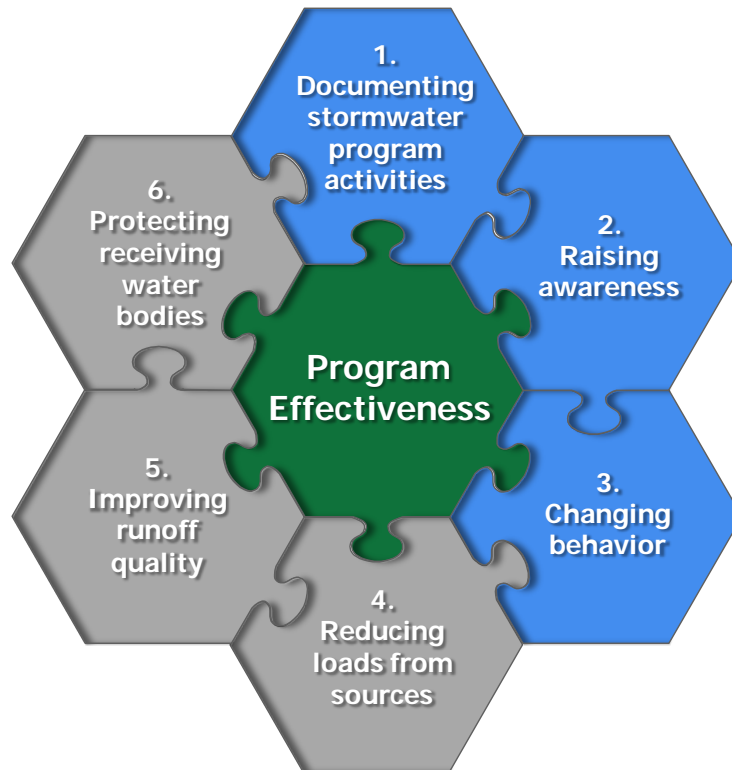 1.
Documenting
stormwater
program
activities
2.
Raising
awareness
3.
Changing
behavior
4.
Reducing
loads from
sources
5.
Improving
runoff
quality
6.
Protecting
receiving
water
bodies
Program
Effectiveness